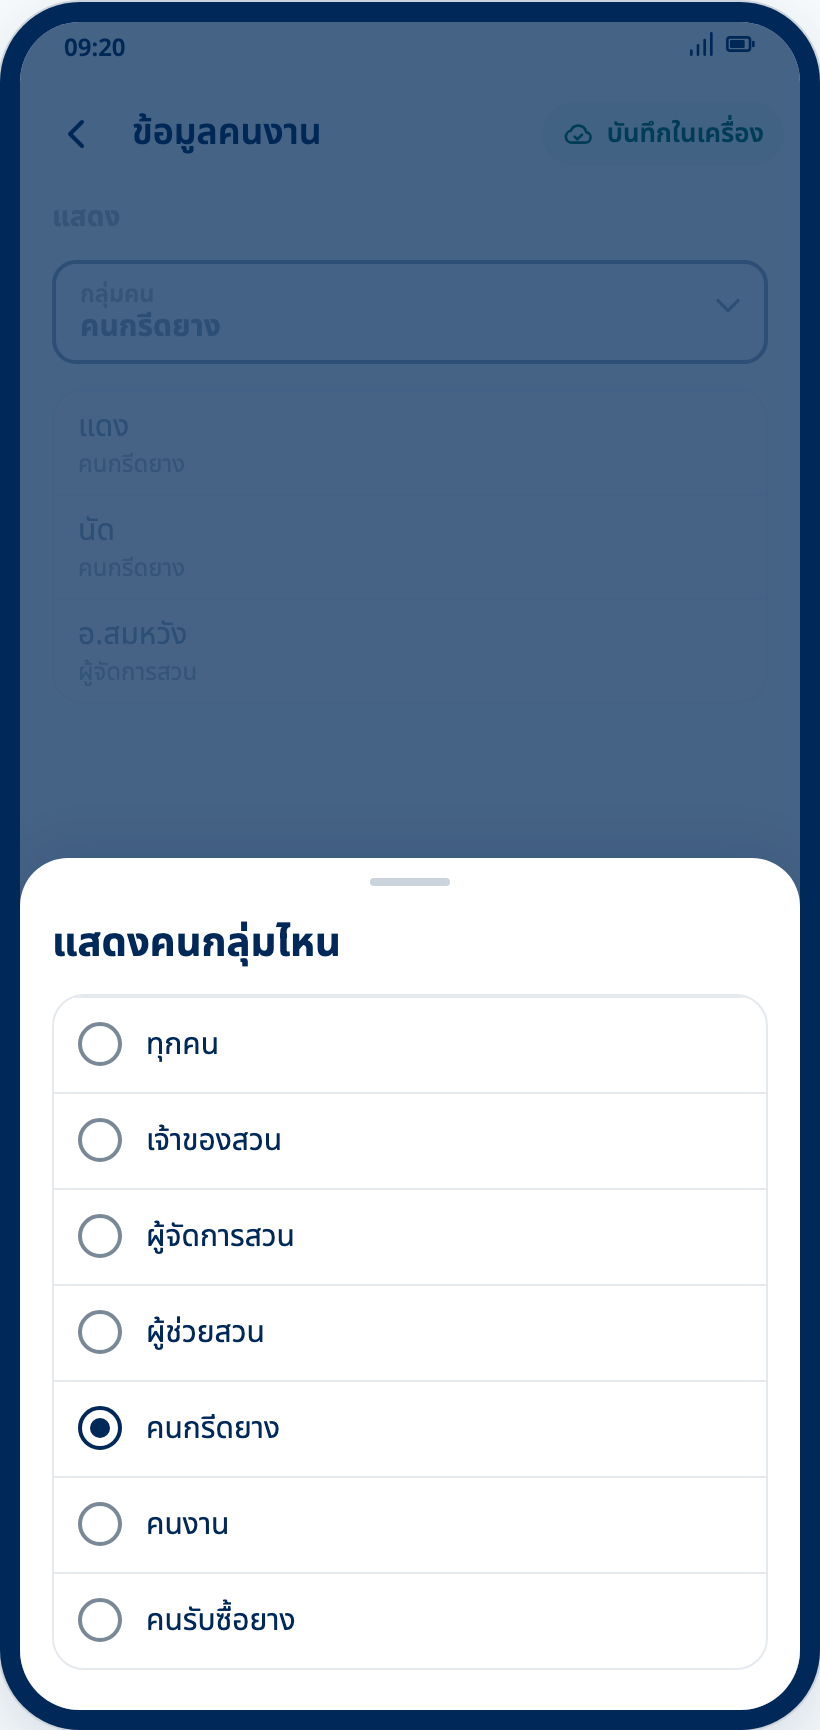 09:20
ข้อมูลคนงาน
บันทึกในเครื่อง
แสดง
กลุ่มคน
คนกรีดยาง
แดง
คนกรีดยาง
นัด
คนกรีดยาง
อ.สมหวัง
ผู้จัดการสวน
แสดงคนกลุ่มไหน
ทุกคน
เจ้าของสวน
ผู้จัดการสวน
ผู้ช่วยสวน
คนกรีดยาง
คนงาน
คนรับซื้อยาง